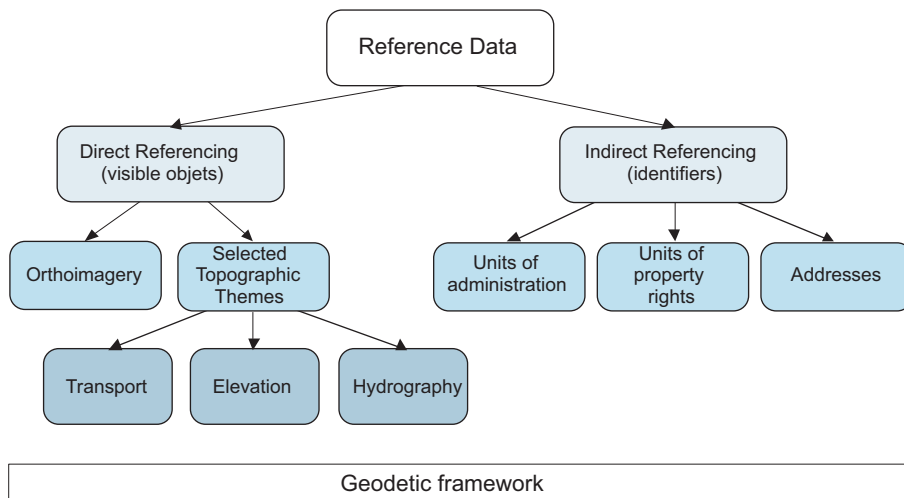 Reference Data
Direct Referencing
(visible objets)
Indirect Referencing
(identifiers)
Orthoimagery
Selected
Topographic
Themes
Units of
administration
Units of
property
rights
Addresses
Transport
Elevation
Hydrography
Geodetic framework